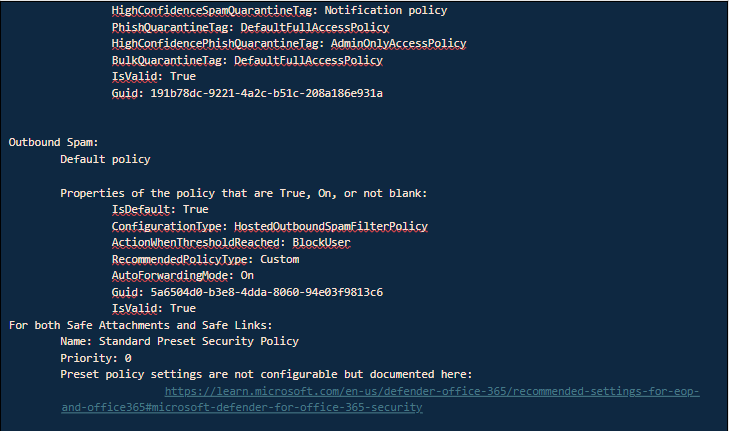 HighConfidenceSpamQuarantineTag: Notification policy
PhishQuarantineTag: DefaultFullAccessPolicy
HighConfidencePhishQuarantineTag: AdminOnlyAccessPolicy
BulkQuarantineTag: DefaultFullAccessPolicy
IsValid: True
Guid: 191b78dc-9221-4a2c-b51c-208a186e931a
Outbound Spam:
Default policy
Properties of the policy that are True, On, or not blank:
IsDefault: True
ConfigurationType: HostedOutboundSpamFilterPolicy
ActionWhenThresholdReached: BlockUser
RecommendedPolicyType: Custom
AutoForwardingMode: On
Guid: 5a6504d0-b3e8-4dda-8060-94e03f9813c6
IsValid: True
For both Safe Attachments and Safe Links:
Name: Standard Preset Security Policy
Priority: 0
Preset policy settings are not configurable but documented here:
https://learn.microsoft.com/en-us/defender-office-365/recommended-settings-for-eop-
and-office365#microsoft-defender-for-office-365-security